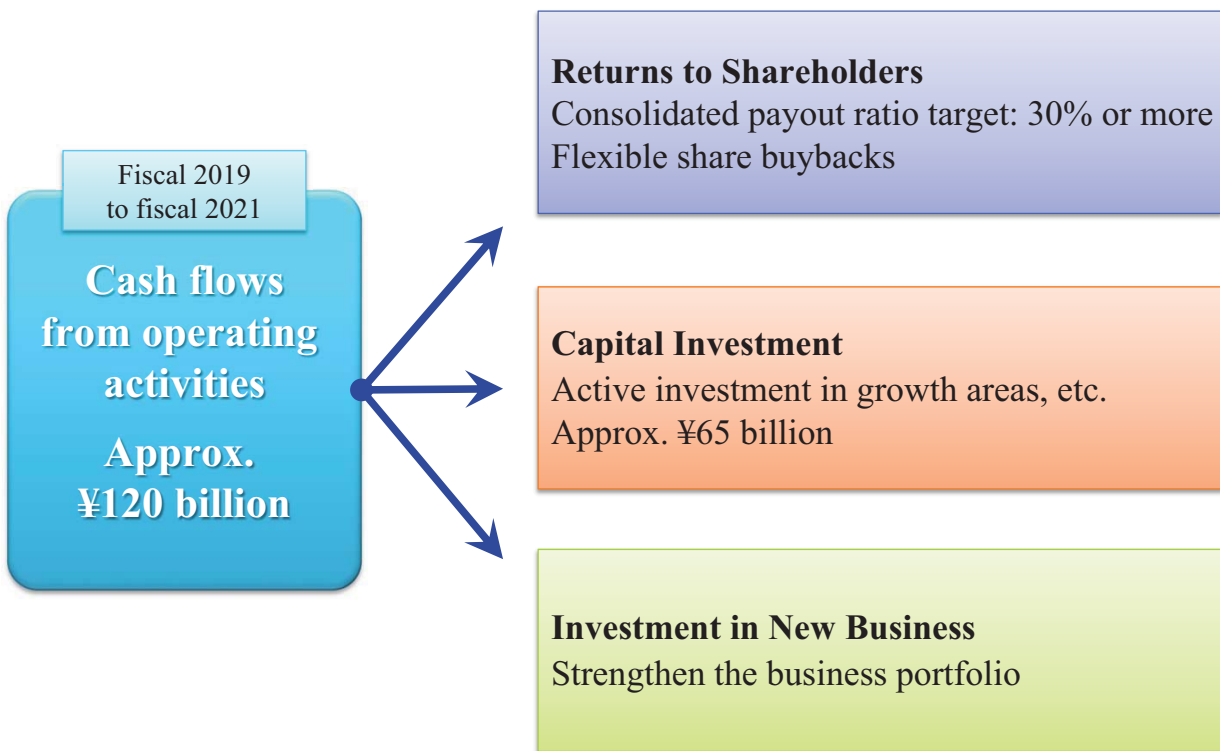 Fiscal 2019
to fiscal 2021
Cash flows
from operating
activities
Approx.
¥120 billion
Returns to Shareholders
Consolidated payout ratio target: 30% or more
Flexible share buybacks
Capital Investment
Active investment in growth areas, etc.
Approx. ¥65 billion
Investment in New Business
Strengthen the business portfolio